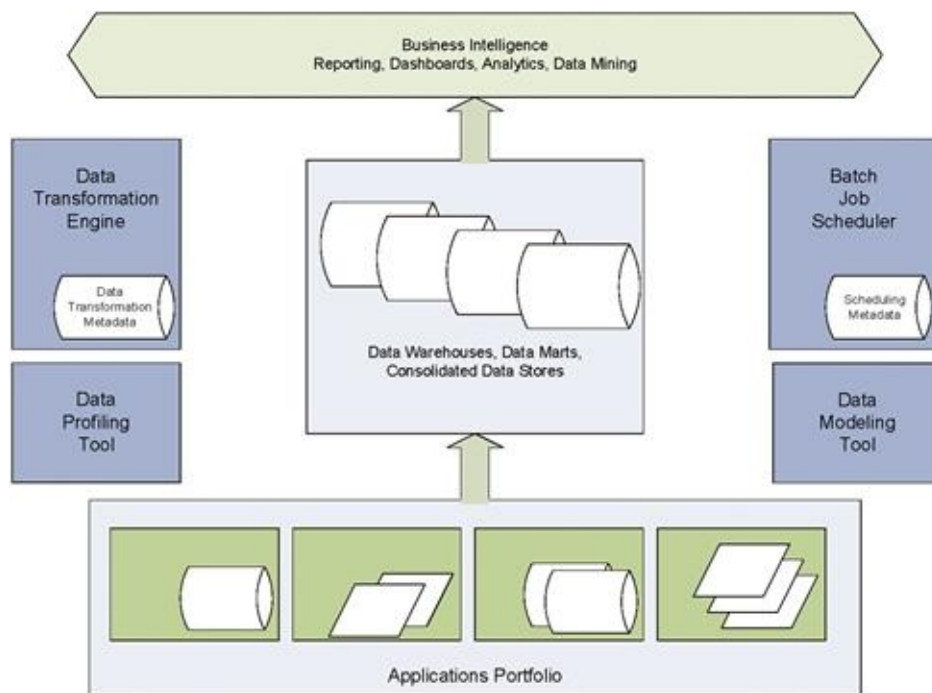 Business Intelligence
Reporting, Dashboards, Analytics, Data Mining
Data
Transformation
Engine
Data
Transformation
Metadata
Data
Profiling
Tool
Data Warehouses, Data Marts,
Consolidated Data Stores
Batch
Job
Scheduler
Scheduling
Metadata
Data
Modeling
Tool
Applications Portfolio